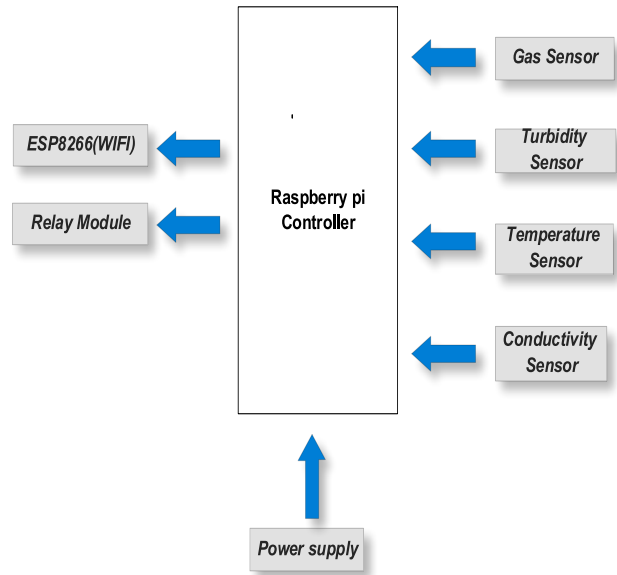 Gas Sensor
ESP8266(WIFI)
Turbidity
Sensor
Raspberry pi
Controller
Relay Module
Temperature
Sensor
Conductivity
Sensor
Power supply